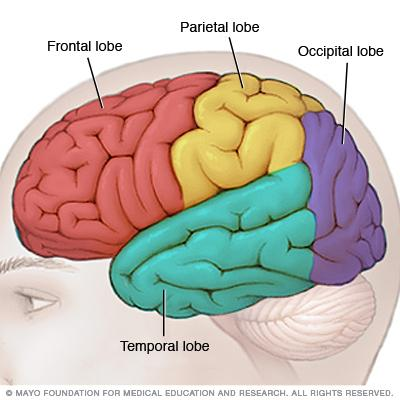 Parietal lobe
Frontal lobe
Occipital lobe
Temporal lobe
© MAYO FOUNDATION FOR MEDICAL EDUCATION AND RESEARCH. ALL RIGHTS RESERVED.